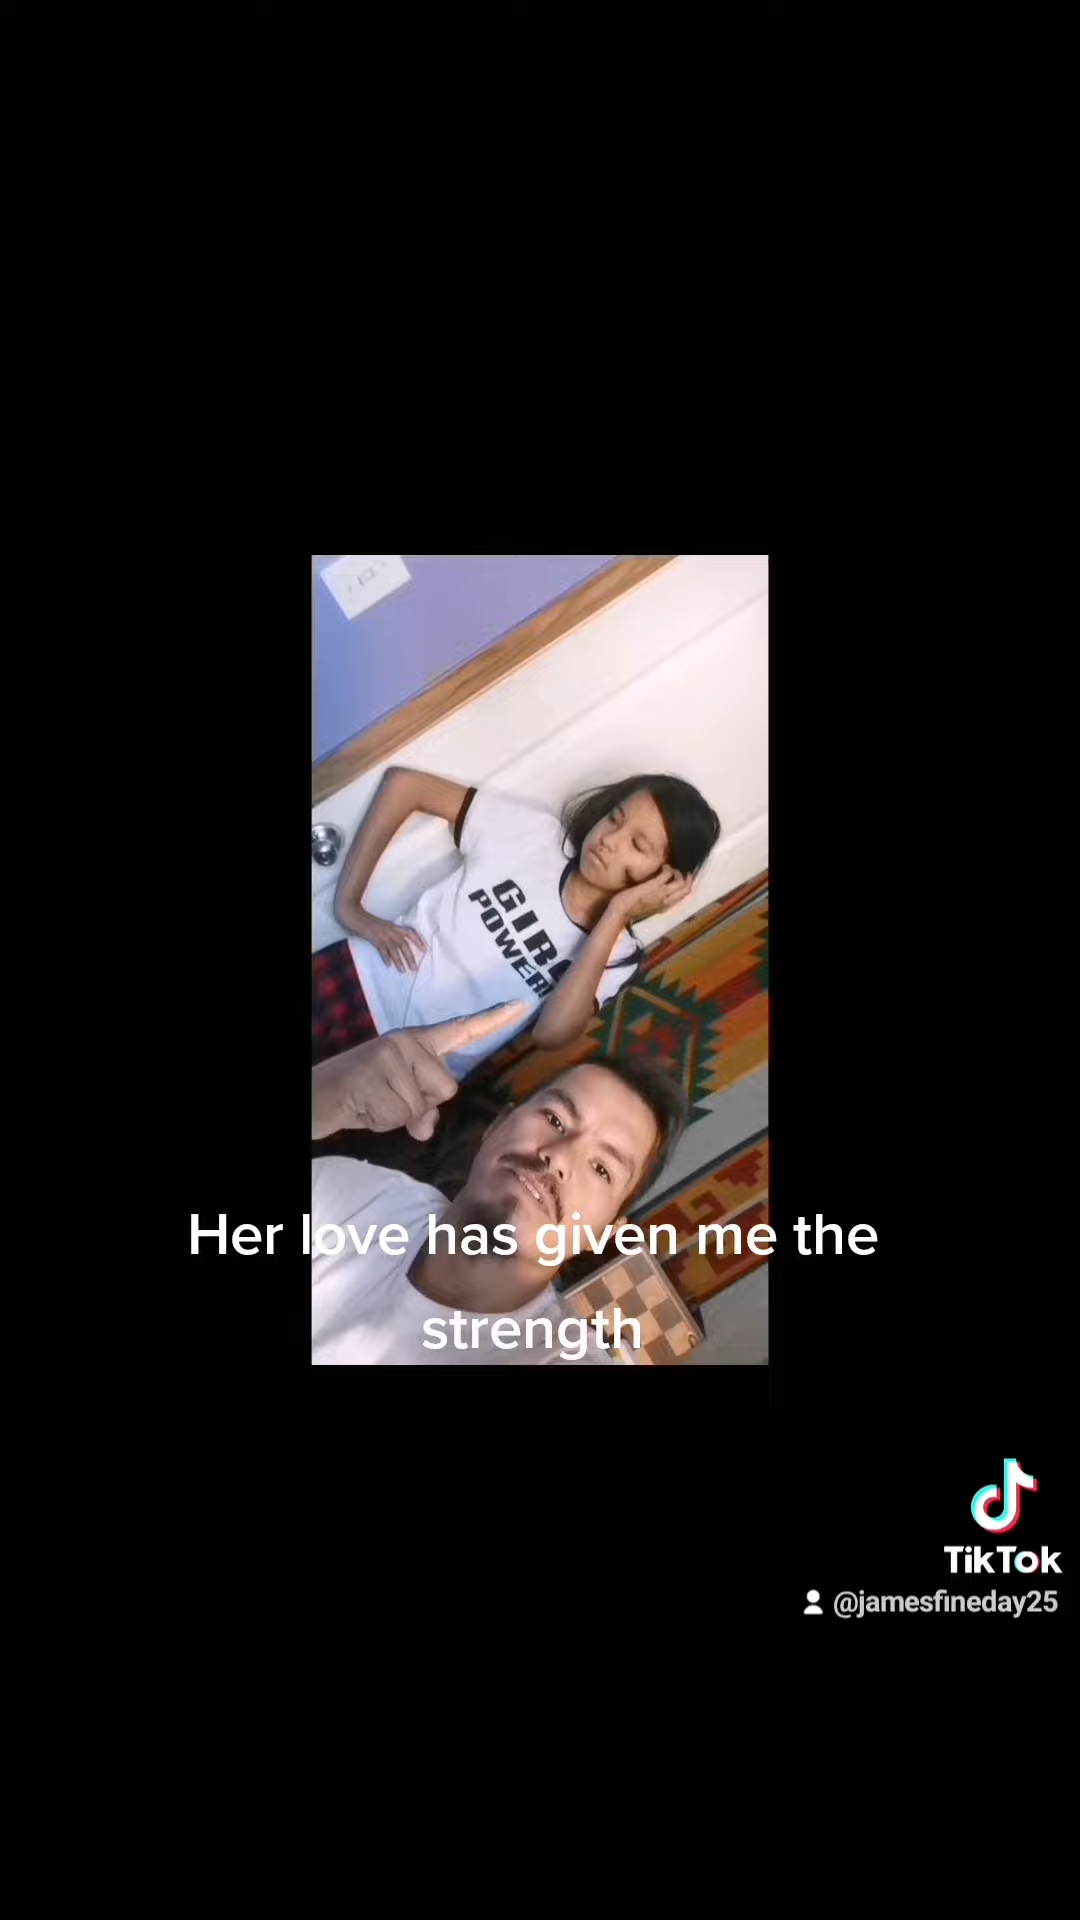 GIRL
POWER
Her love has given me the
strength
TikTok
@jamesfineday25